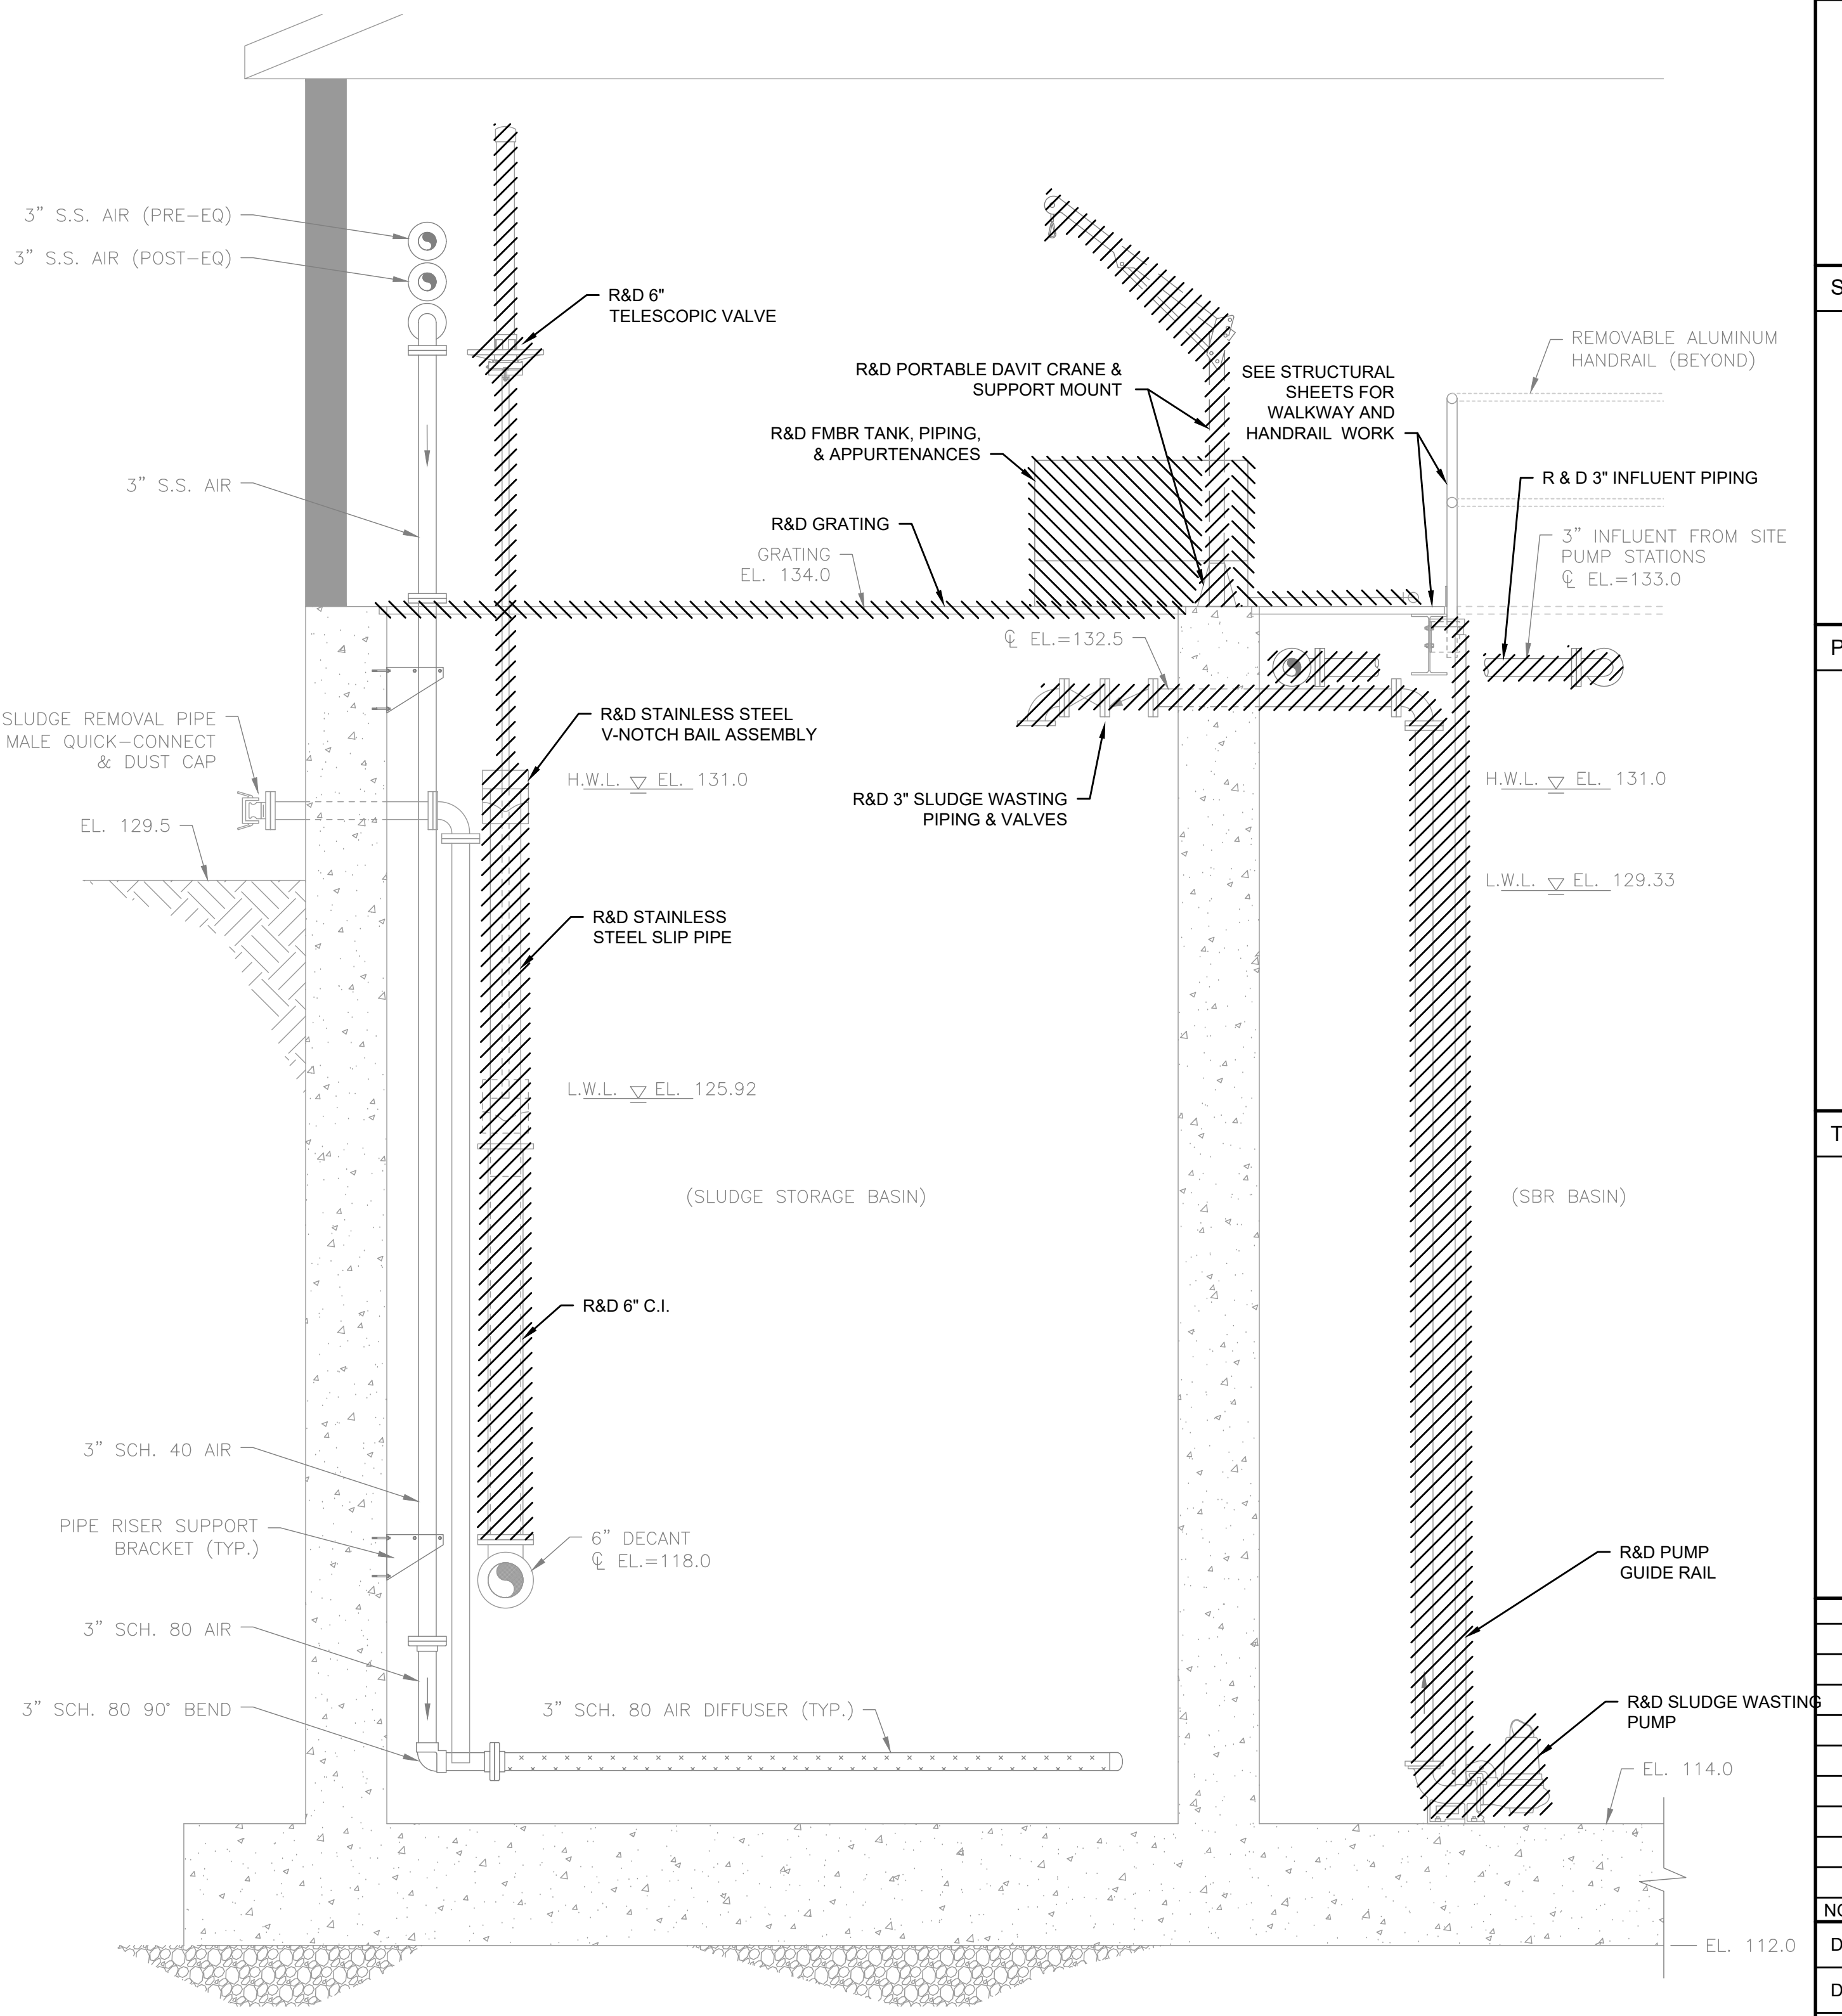 3" S.S. AIR (PRE-EQ)
3" S.S. AIR (POST-EQ)
R&D 6"
TELESCOPIC VALVE
REMOVABLE ALUMINUM
HANDRAIL (BEYOND)
R&D PORTABLE DAVIT CRANE &
SUPPORT MOUNT
SEE STRUCTURAL
SHEETS FOR
WALKWAY AND
HANDRAIL WORK
R&D FMBR TANK, PIPING,
& APPURTENANCES
3" S.S. AIR
R & D 3" INFLUENT PIPING
R&D GRATING
GRATING
EL. 134.0
3" INFLUENT FROM SITE
PUMP STATIONS
℄ EL.=133.0
℄ EL.=132.5
SLUDGE REMOVAL PIPE
MALE QUICK-CONNECT
& DUST CAP
R&D STAINLESS STEEL
V-NOTCH BAIL ASSEMBLY
H.W.L. EL. 131.0
R&D 3" SLUDGE WASTING
PIPING & VALVES
H.W.L. EL. 131.0
EL. 129.5
L.W.L. EL. 129.33
R&D STAINLESS
STEEL SLIP PIPE
L.W.L. EL. 125.92
(SLUDGE STORAGE BASIN)
(SBR BASIN)
R&D 6" C.I.
3" SCH. 40 AIR
PIPE RISER SUPPORT
BRACKET (TYP.)
6" DECANT
℄ EL.=118.0
R&D PUMP
GUIDE RAIL
3" SCH. 80 AIR
3" SCH. 80 90° BEND
3" SCH. 80 AIR DIFFUSER (TYP.)
R&D SLUDGE WASTING
PUMP
EL. 114.0
EL. 112.0
S
P
T
NO
D
D